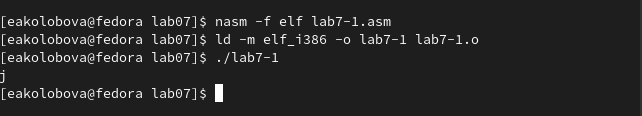 [eakolobova@fedora lab07]$ nasm -f elf lab7-1.asm
[eakolobova@fedora lab07]$ ld -m elf_i386 -o lab7-1 lab7-1.o
[eakolobova@fedora lab07]$ ./lab7-1
j
[eakolobova@fedora lab07]$